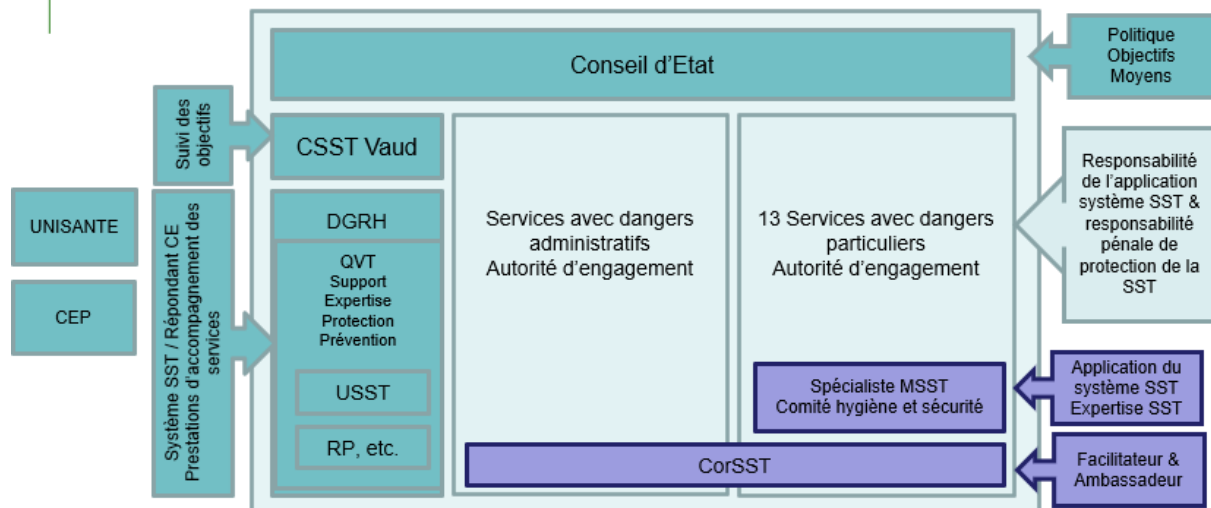 Conseil d'Etat
Politique
Objectifs
Moyens
Suivi des
objectifs
CSST Vaud
UNISANTE
CEP
Système SST / Répondant CE
Prestations d'accompagnement des
services
DGRH
QVT
Support
Expertise
Protection
Prévention
USST
RP, etc.
Services avec dangers
administratifs
Autorité d'engagement
13 Services avec dangers
particuliers
Autorité d'engagement
Responsabilité
de l'application
système SST &
responsabilité
pénale de
protection de la
SST
Spécialiste MSST
Comité hygiène et sécurité
Application du
système SST
Expertise SST
CorSST
Facilitateur &
Ambassadeur